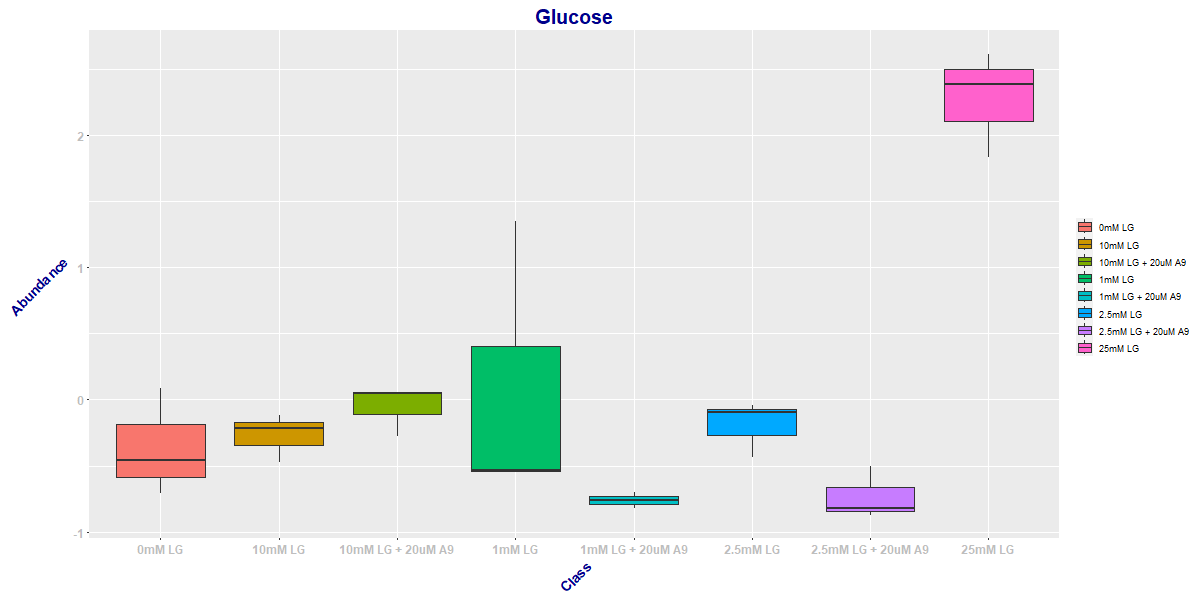 Glucose
Abundance
2
1
0
-1
0mM LG
10mM LG
10mM LG + 20uM A9
1mM LG
1mM LG + 20uM A9
2.5mM LG
2.5mM LG + 20uM A9
25mM LG
Class
0mM LG
10mM LG
10mM LG + 20uM A9
1mM LG
1mM LG + 20uM A9
2.5mM LG
2.5mM LG + 20uM A9
25mM LG